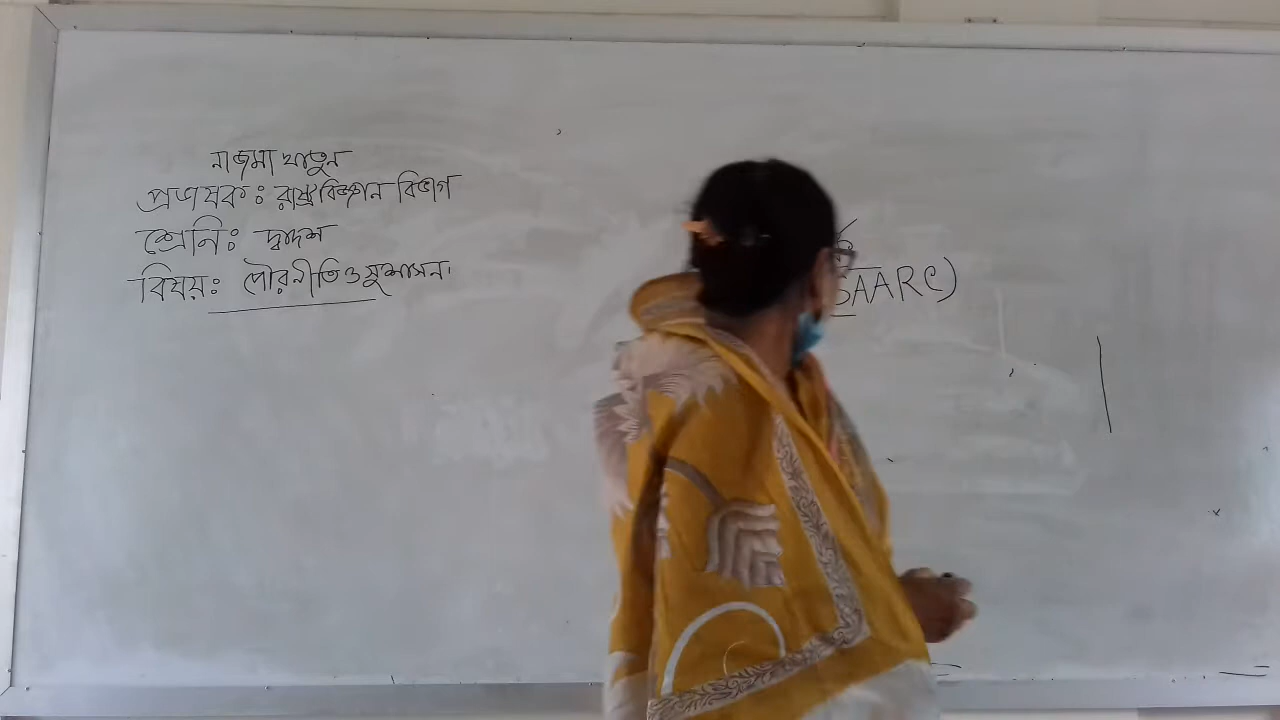 নাজমা খাতুন
প্রভাষক: রাষ্ট্রবিজ্ঞান বিভাগ
শ্রেনি: দ্বাদশ
বিষয়: পৌরনীতি ও সুশাসন
SAARC)